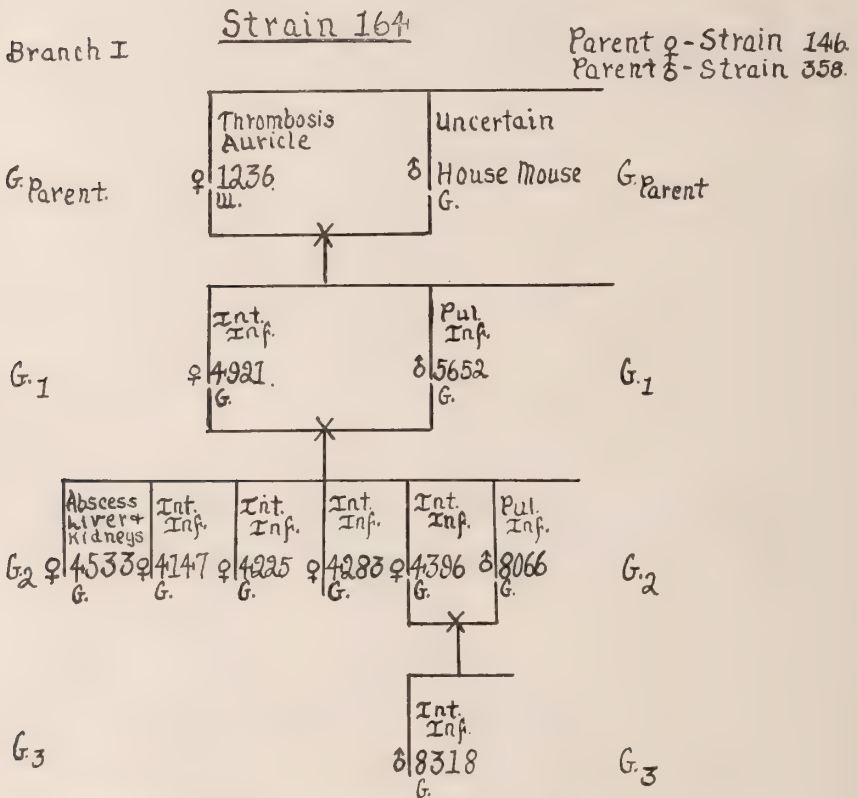 Strain 164
Branch I
Parent ♀ - Strain 146.
Parent ♂ - Strain 358.
Thrombosis
Auricle
Uncertain
G. Parent.
♀ 1236.
W.
♂ House Mouse
G.
G. Parent
Int.
Inf.
Pul.
Inf.
G.1
♀ 4921.
G.
♂ 5652
G.
G.1
Abscess
Liver &
Kidneys
Int.
Inf.
Int.
Inf.
Int.
Inf.
Int.
Inf.
Pul.
Inf.
G.2
♀ 4533
G.
♀ 4147
G.
♀ 4225
G.
♀ 4283
G.
♀ 4396
G.
♂ 8066
G.
G.2
Int.
Inf.
G.3
♂ 8318
G.
G.3